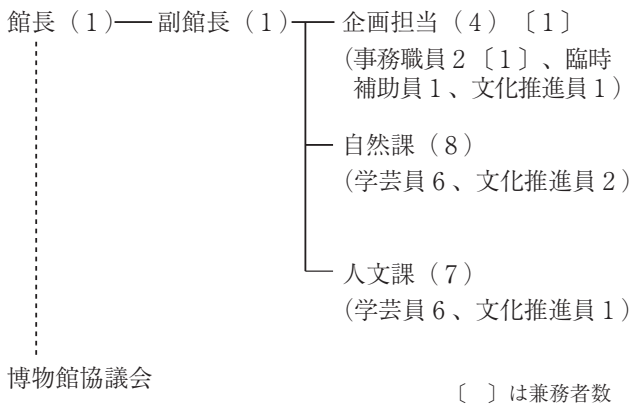 館長（１） 副館長（１） 企画担当（４）〔１〕
（事務職員２〔１〕、臨時
補助員１、文化推進員１）
自然課（８）
（学芸員６、文化推進員２）
人文課（７）
（学芸員６、文化推進員１）
博物館協議会
〔　〕は兼務者数